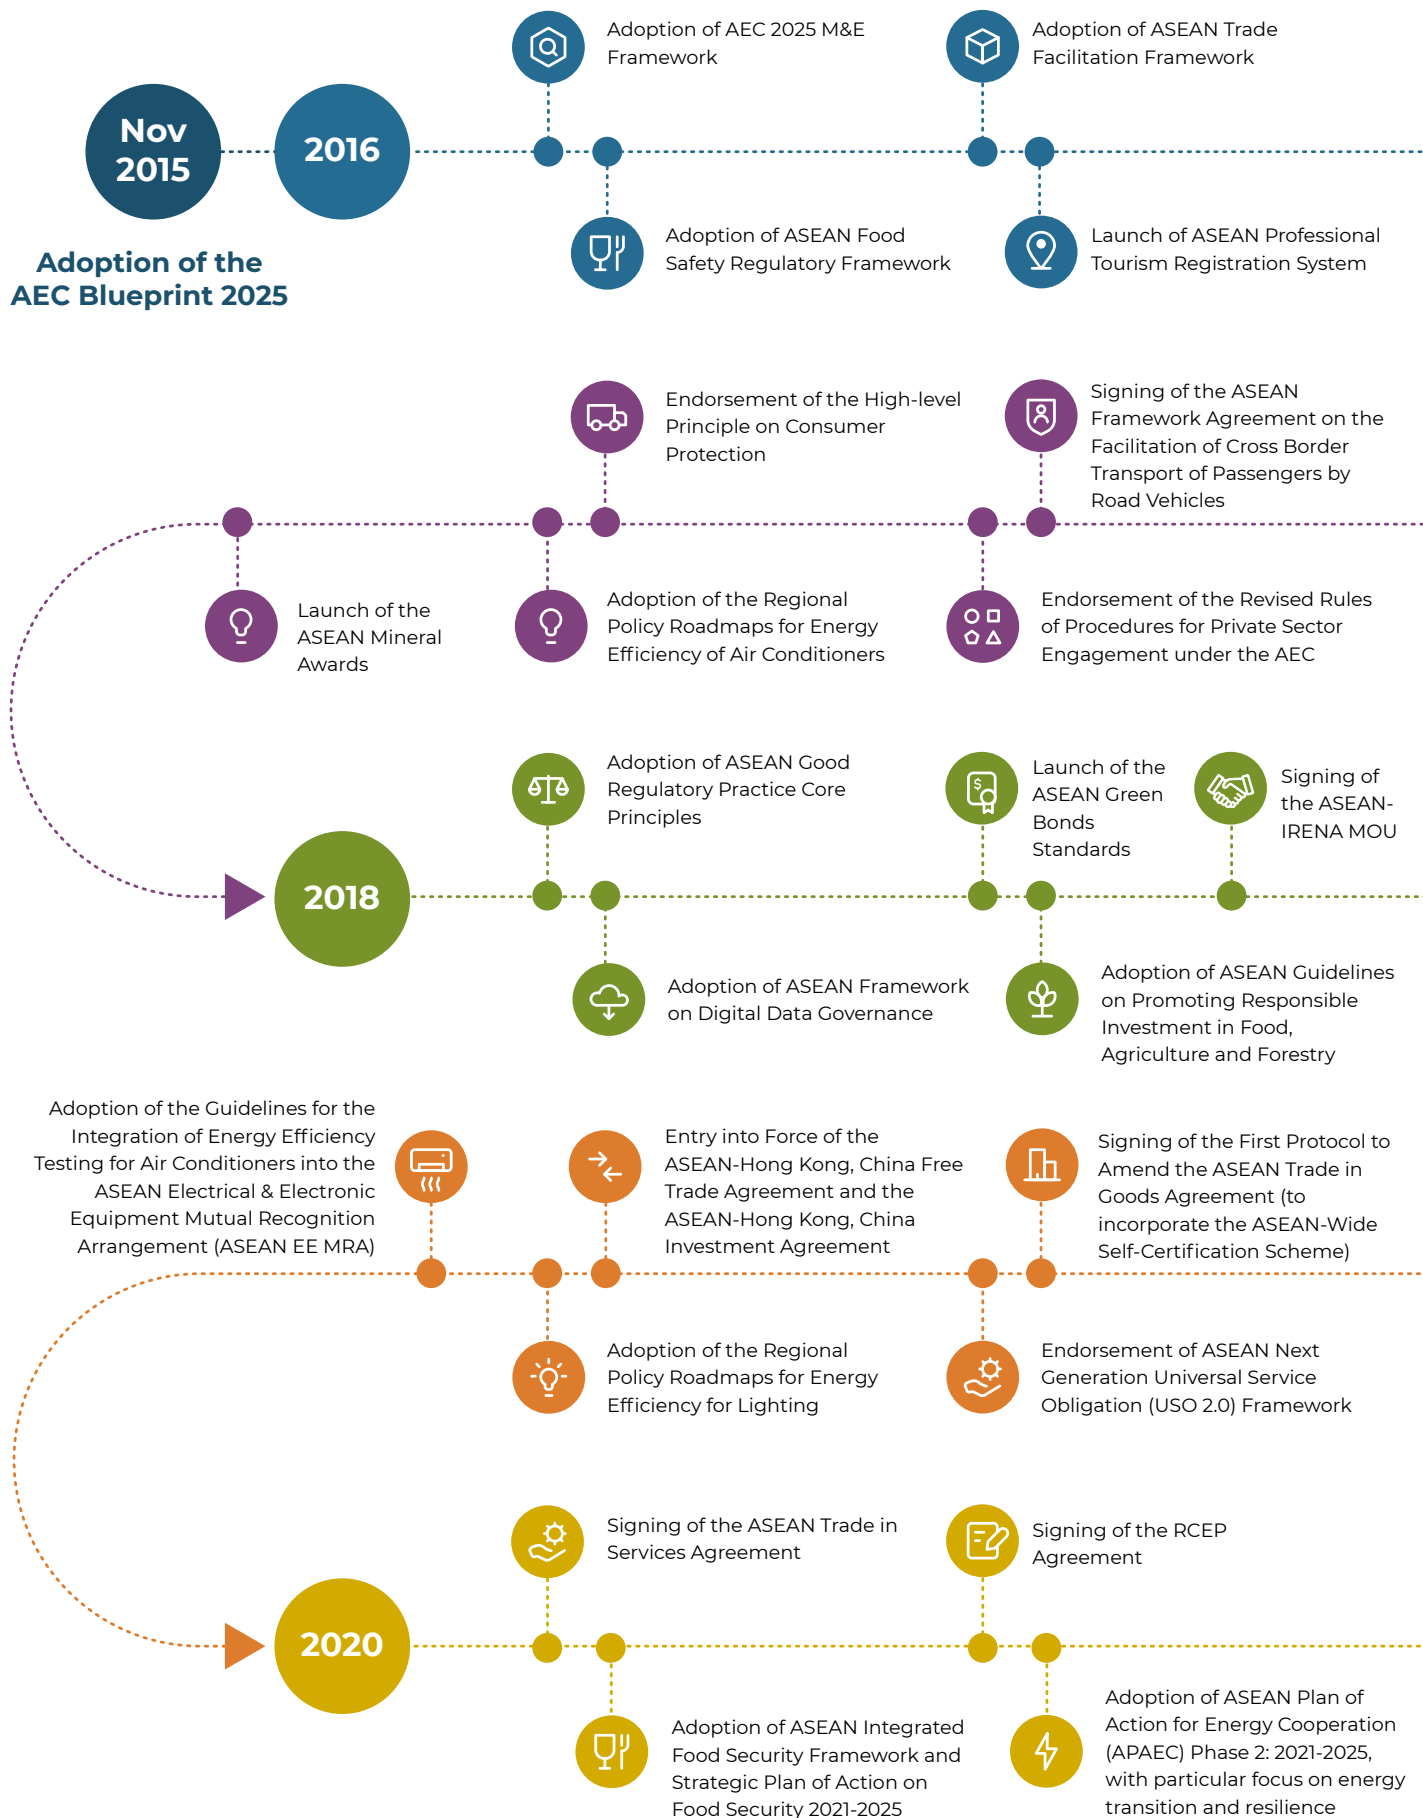 Nov
2015
Adoption of the
AEC Blueprint 2025
2016
Adoption of AEC 2025 M&E
Framework
Adoption of ASEAN Food
Safety Regulatory Framework
Adoption of ASEAN Trade
Facilitation Framework
Launch of ASEAN Professional
Tourism Registration System
Endorsement of the High-level
Principle on Consumer
Protection
Signing of the ASEAN
Framework Agreement on the
Facilitation of Cross Border
Transport of Passengers by
Road Vehicles
Launch of the
ASEAN Mineral
Awards
Adoption of the Regional
Policy Roadmaps for Energy
Efficiency of Air Conditioners
Endorsement of the Revised Rules
of Procedures for Private Sector
Engagement under the AEC
2018
Adoption of ASEAN Good
Regulatory Practice Core
Principles
Launch of the
ASEAN Green
Bonds
Standards
Signing of
the ASEAN-
IRENA MOU
Adoption of ASEAN Framework
on Digital Data Governance
Adoption of ASEAN Guidelines
on Promoting Responsible
Investment in Food,
Agriculture and Forestry
Adoption of the Guidelines for the
Integration of Energy Efficiency
Testing for Air Conditioners into the
ASEAN Electrical & Electronic
Equipment Mutual Recognition
Arrangement (ASEAN EE MRA)
Entry into Force of the
ASEAN-Hong Kong, China Free
Trade Agreement and the
ASEAN-Hong Kong, China
Investment Agreement
Signing of the First Protocol to
Amend the ASEAN Trade in
Goods Agreement (to
incorporate the ASEAN-Wide
Self-Certification Scheme)
Adoption of the Regional
Policy Roadmaps for Energy
Efficiency for Lighting
Endorsement of ASEAN Next
Generation Universal Service
Obligation (USO 2.0) Framework
2020
Signing of the ASEAN Trade in
Services Agreement
Signing of the RCEP
Agreement
Adoption of ASEAN Integrated
Food Security Framework and
Strategic Plan of Action on
Food Security 2021-2025
Adoption of ASEAN Plan of
Action for Energy Cooperation
(APAEC) Phase 2: 2021-2025,
with particular focus on energy
transition and resilience